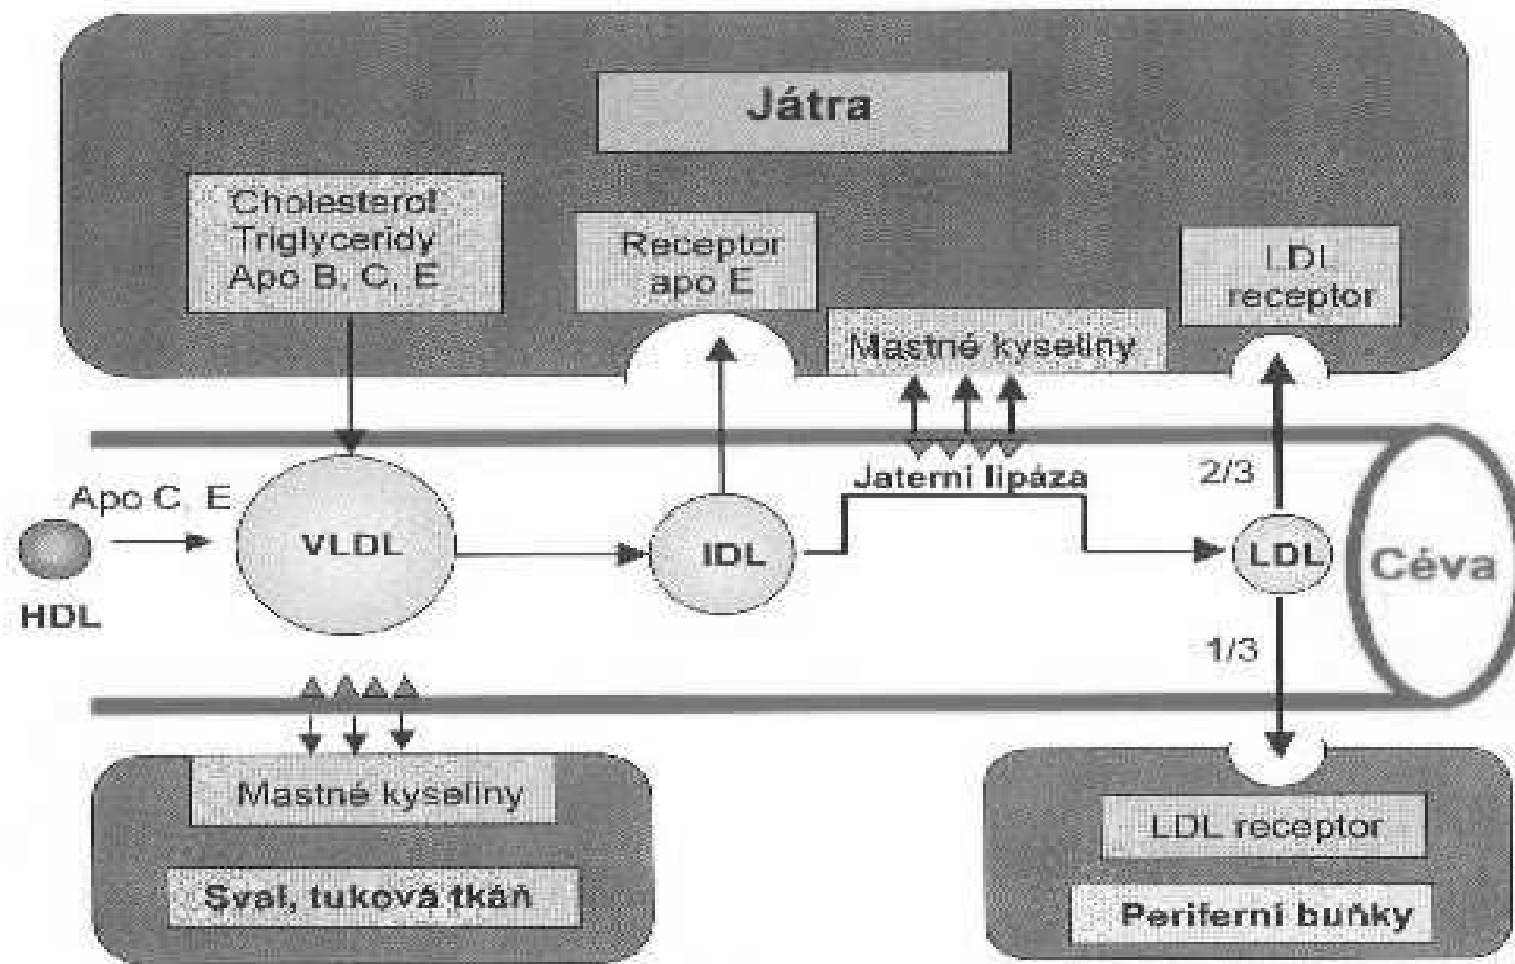 Játra
Cholesterol
Triglyceridy
Apo B, C, E
Receptor
apo E
LDL
receptor
Mastné kyseliny
Jaterní lipáza
2/3
Apo C, E
VLDL
IDL
LDL
Céva
HDL
1/3
Mastné kyseliny
LDL receptor
Sval, tuková tkáň
Periferní buňky